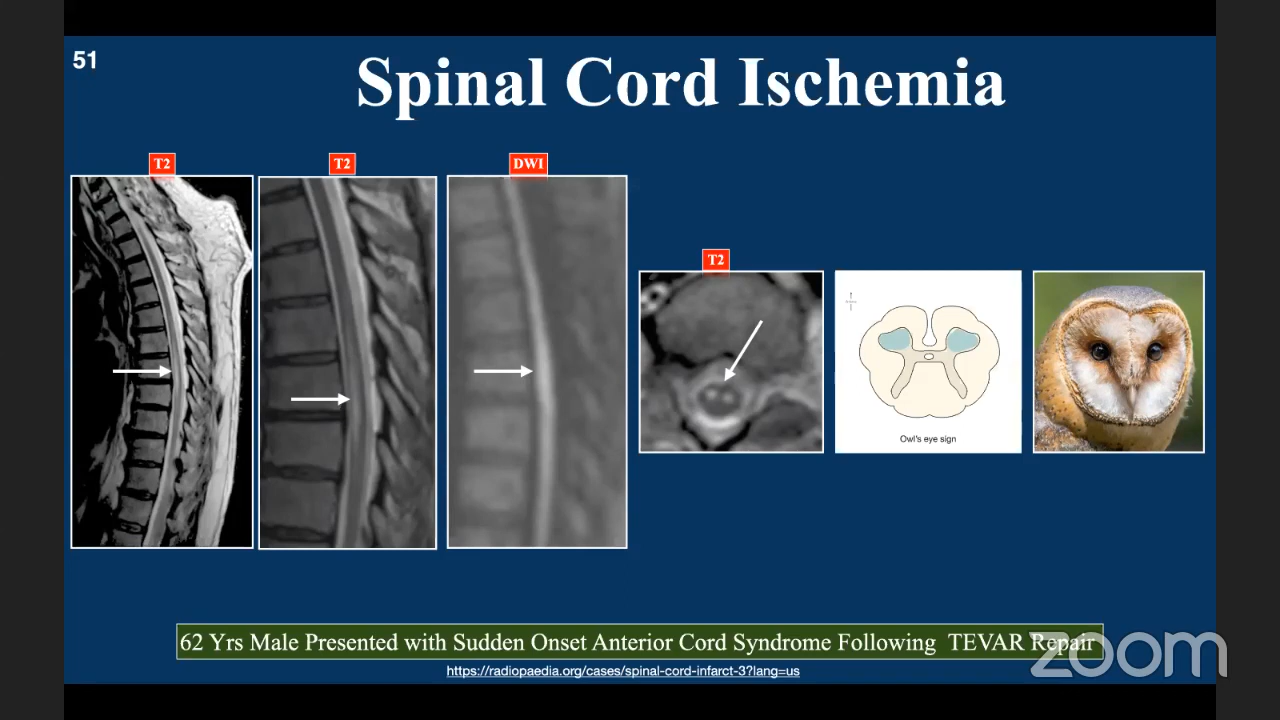 51
Spinal Cord Ischemia
T2
T2
DWI
T2
Owl's eye sign
62 Yrs Male Presented with Sudden Onset Anterior Cord Syndrome Following TEVAR Repair
https://radiopaedia.org/cases/spinal-cord-infarct-3?lang=us
zoom